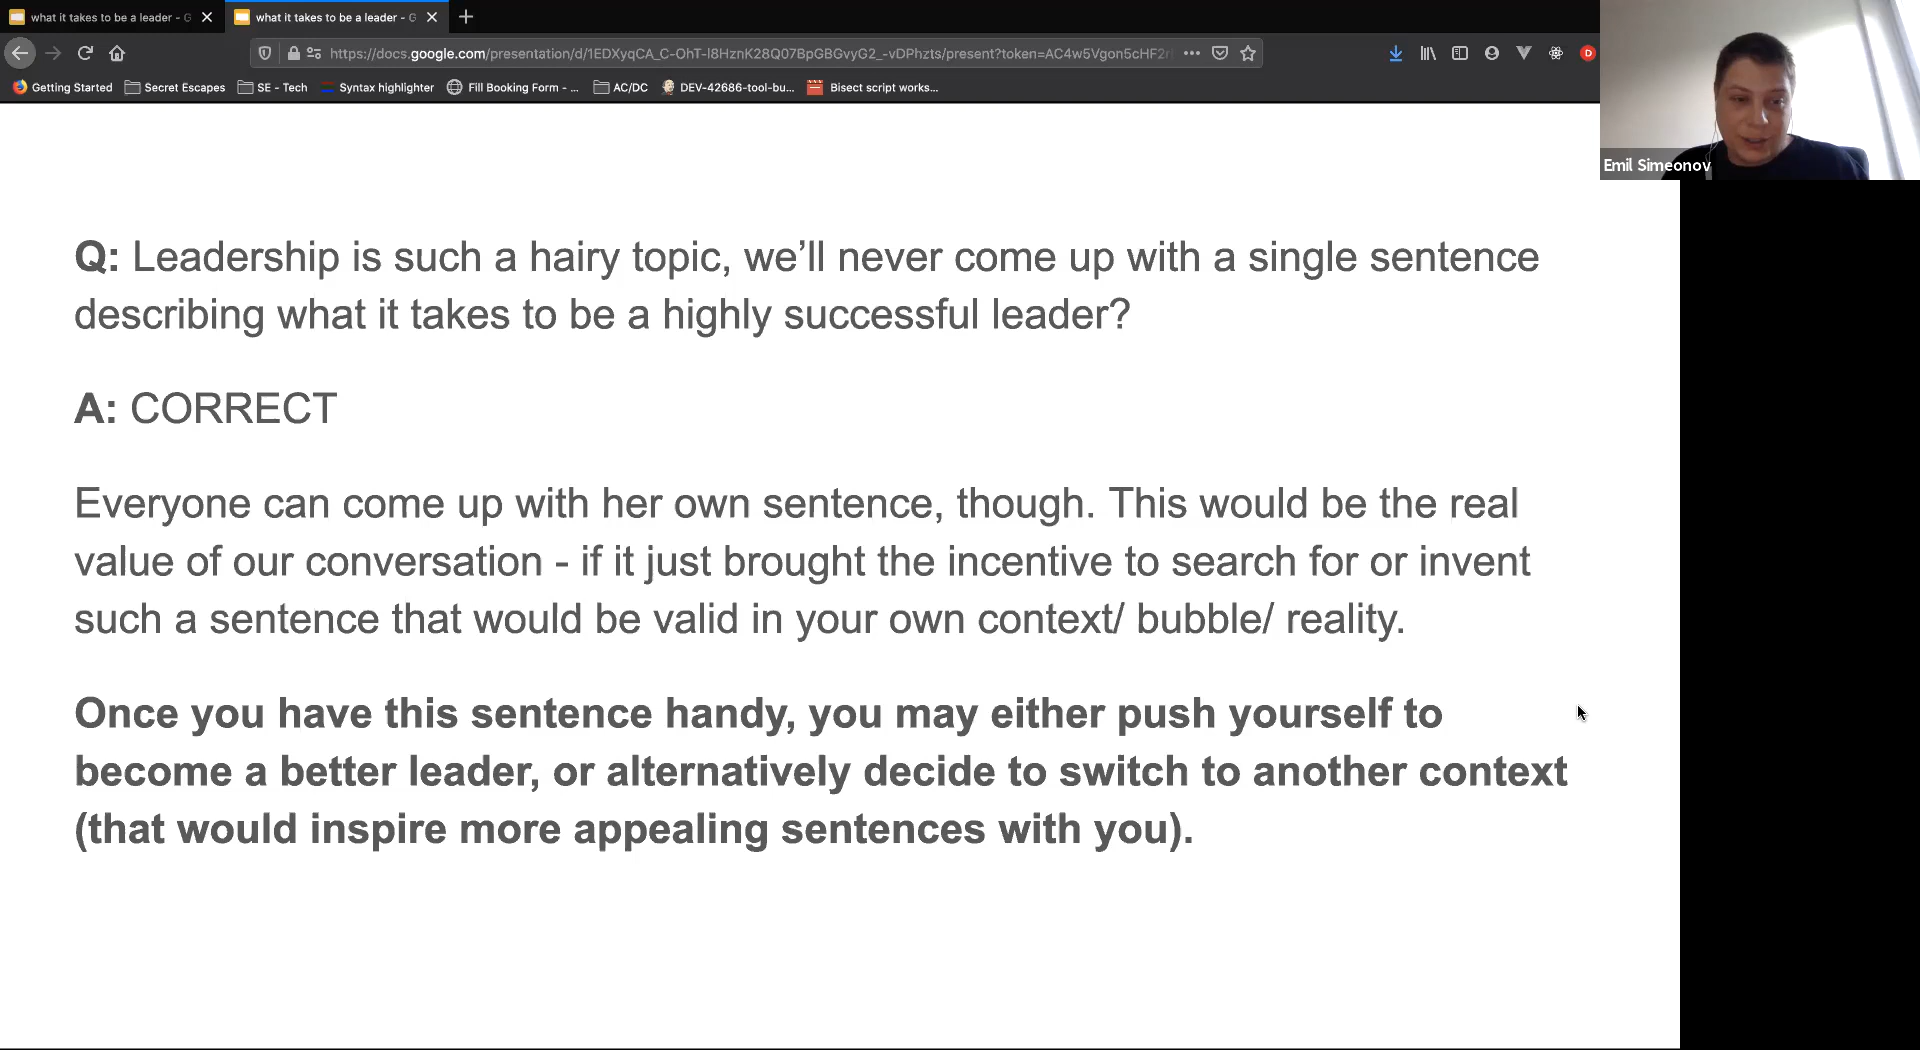 what it takes to be a leader - G
what it takes to be a leader - G
https://docs.google.com/presentation/d/1EDXyqCA_C-OhT-l8HznK28Q07BpGBGvyG2_-vDPhzts/present?token=AC4w5Vgon5cHF2r
D
Getting Started Secret Escapes SE - Tech Syntax highlighter Fill Booking Form - ... AC/DC DEV-42686-tool-bu... Bisect script works...
Emil Simeonov
Q: Leadership is such a hairy topic, we’ll never come up with a single sentence
describing what it takes to be a highly successful leader?
A: CORRECT
Everyone can come up with her own sentence, though. This would be the real
value of our conversation - if it just brought the incentive to search for or invent
such a sentence that would be valid in your own context/ bubble/ reality.
Once you have this sentence handy, you may either push yourself to
become a better leader, or alternatively decide to switch to another context
(that would inspire more appealing sentences with you).